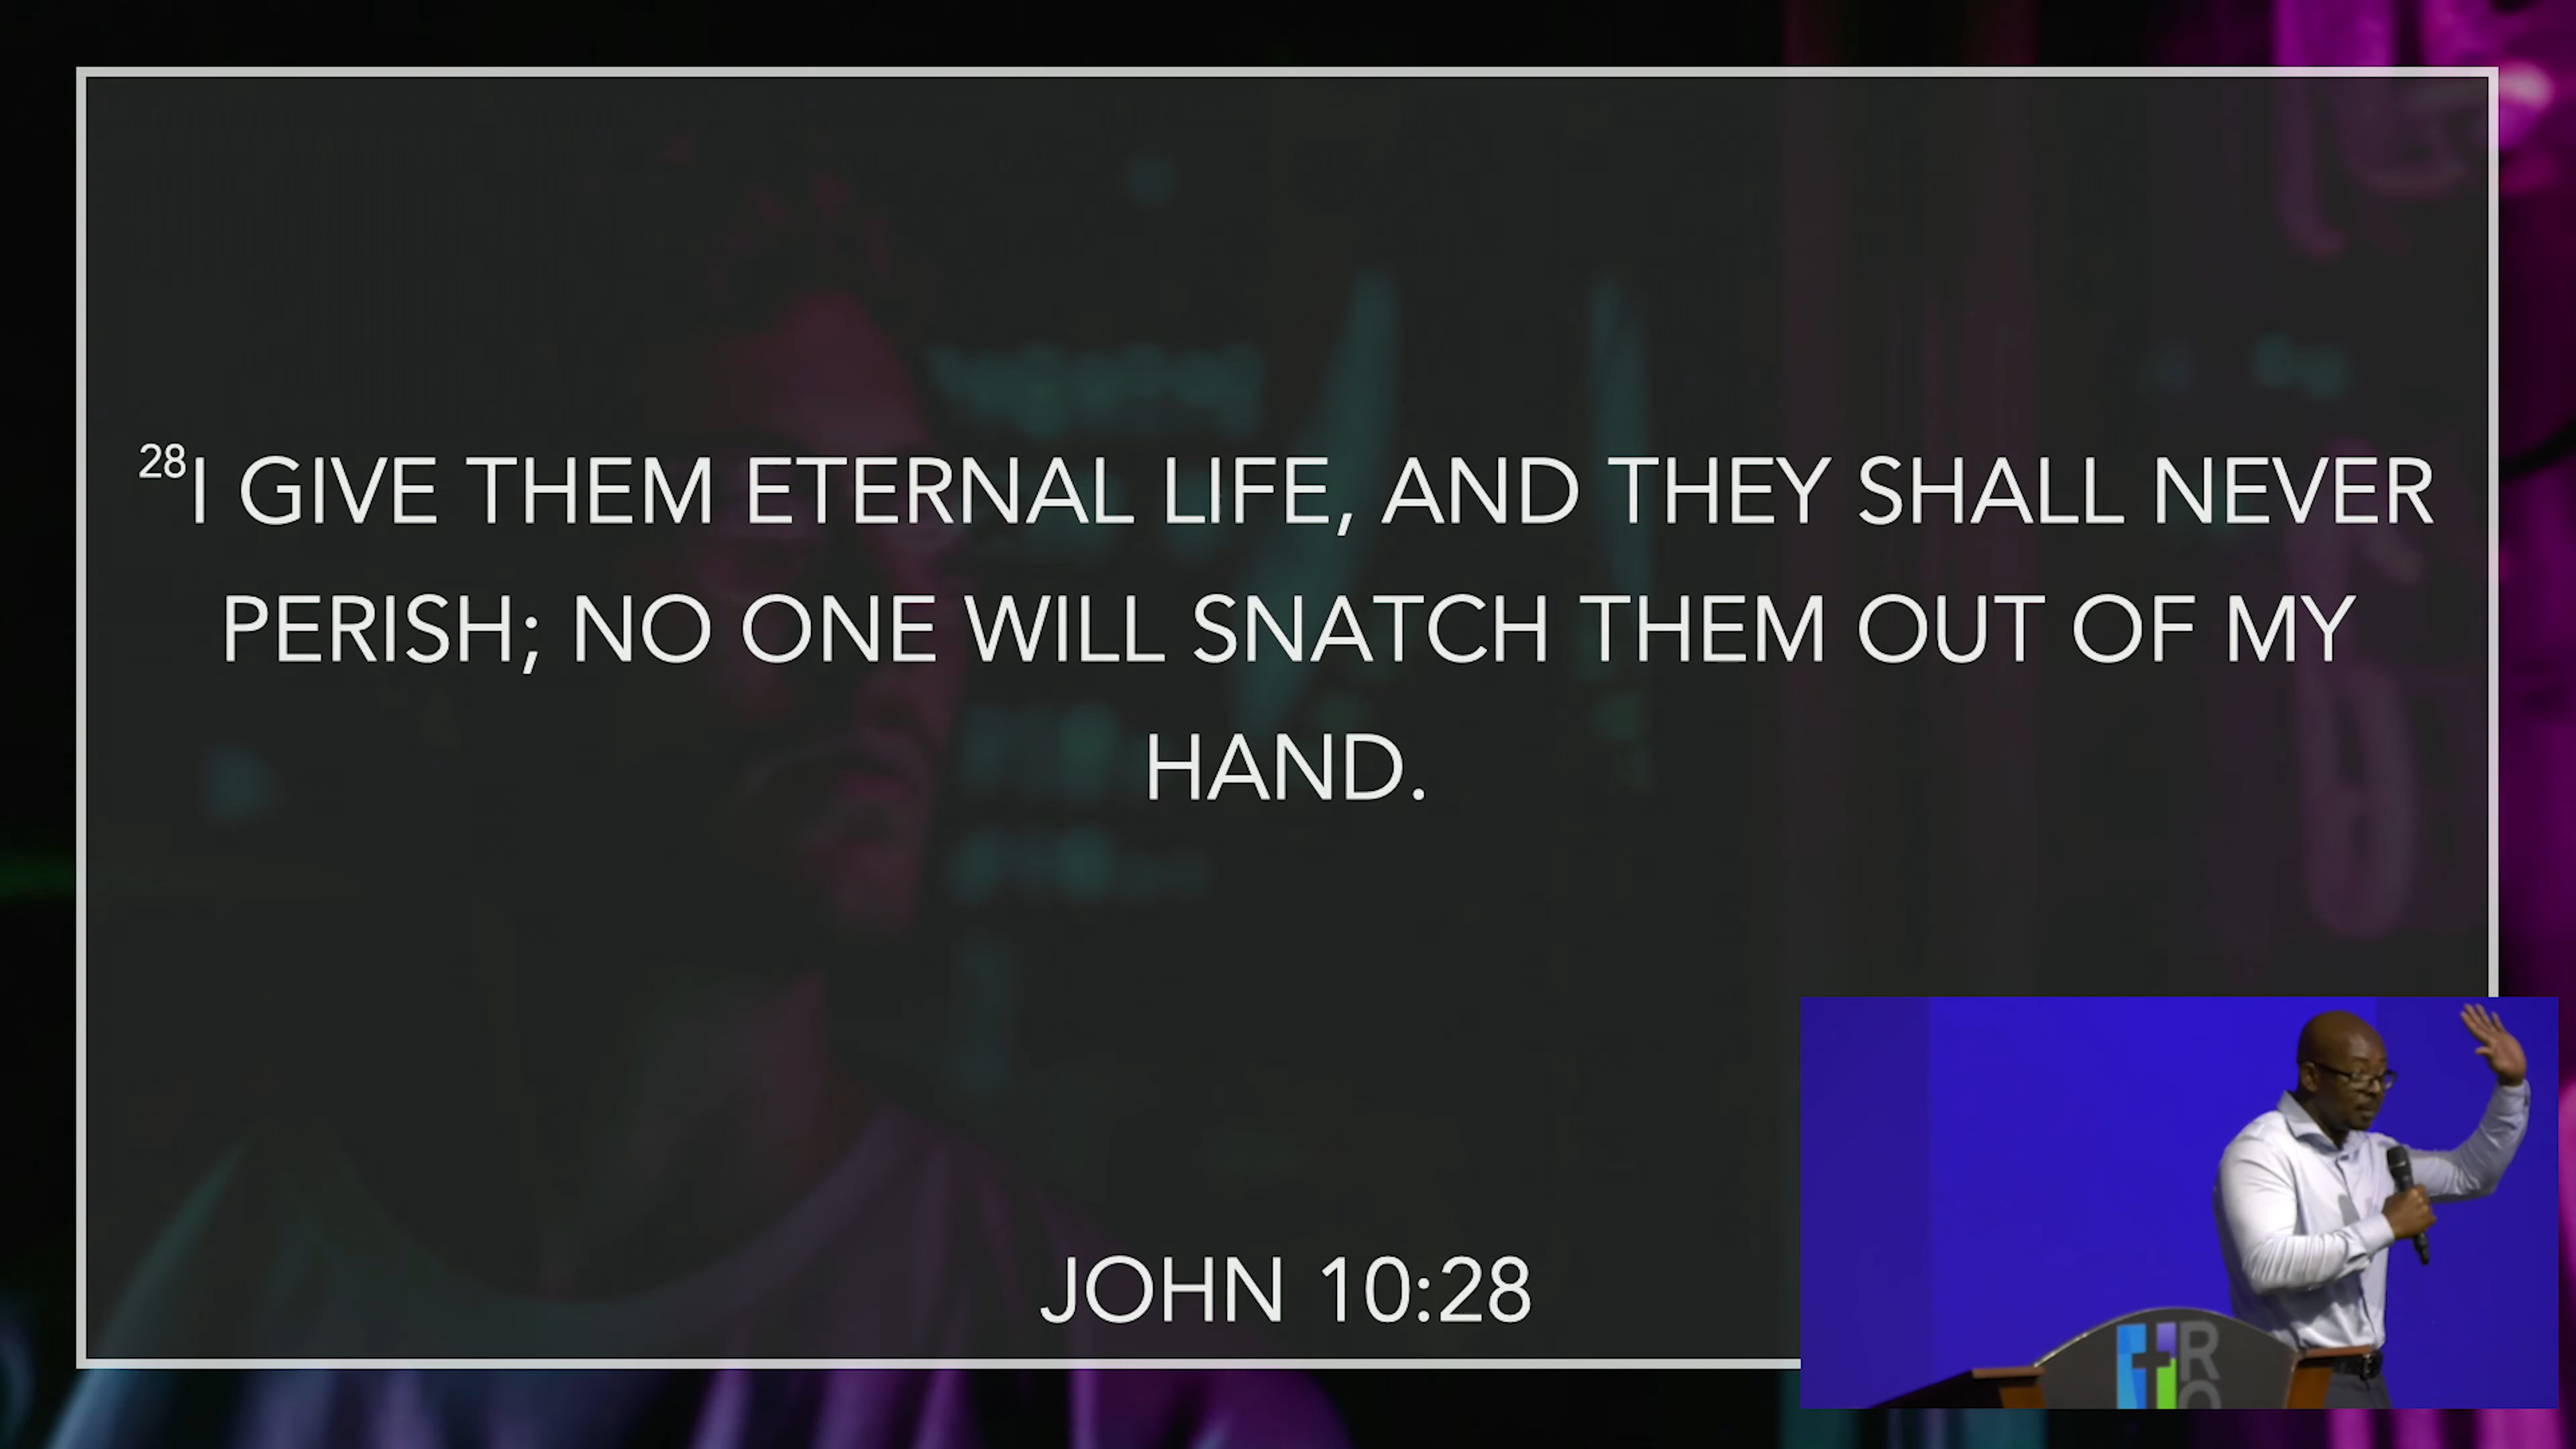 28I GIVE THEM ETERNAL LIFE, AND THEY SHALL NEVER
PERISH; NO ONE WILL SNATCH THEM OUT OF MY
HAND.
JOHN 10:28
R